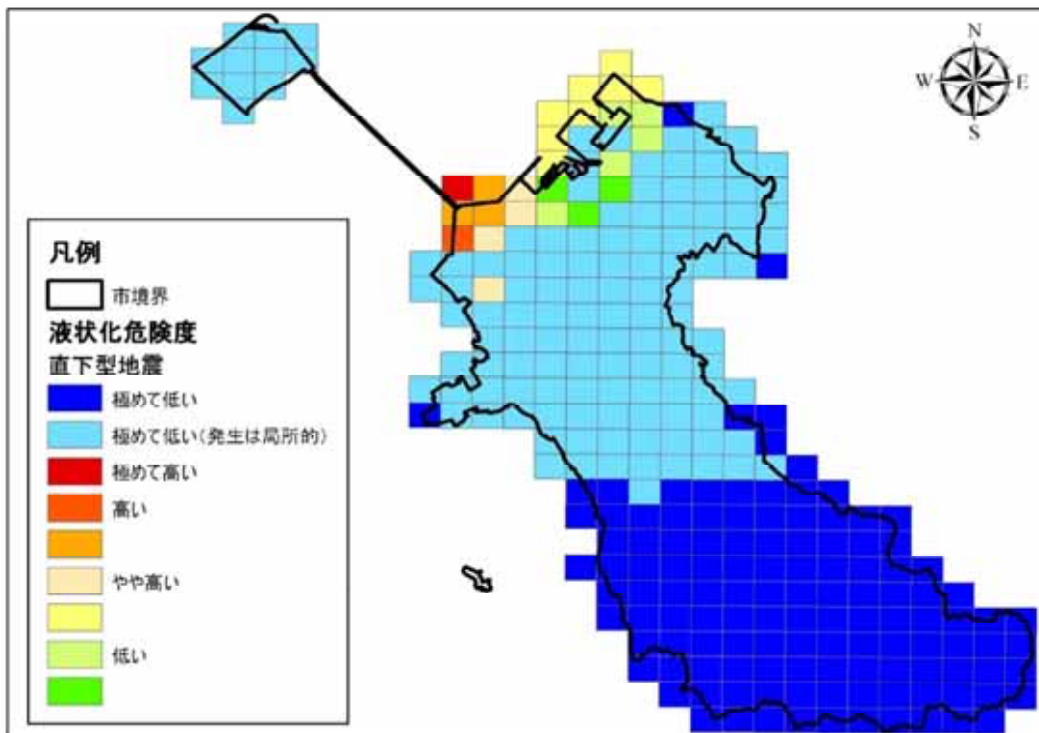 N
W E
S
凡例
市境界
液状化危険度
直下型地震
極めて低い
極めて低い(発生は局所的)
極めて高い
高い
やや高い
低い